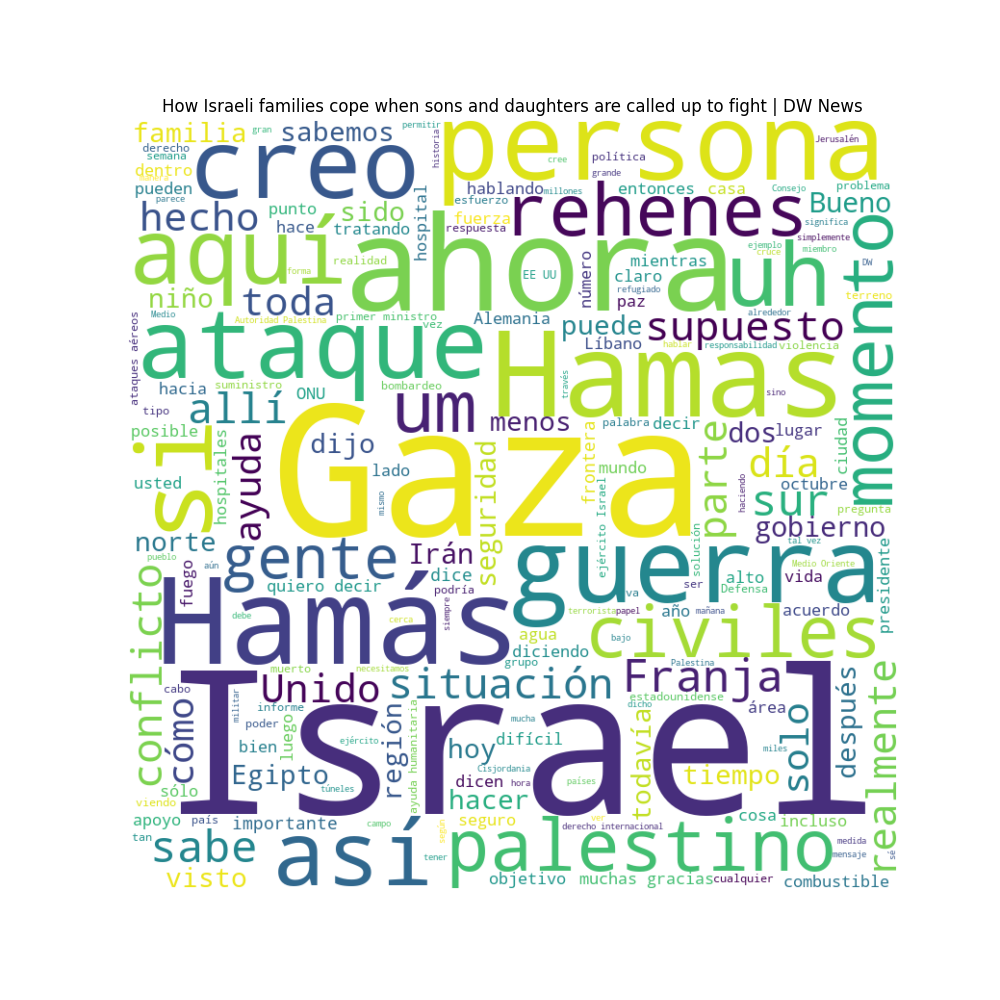 How Israeli families cope when sons and daughters are called up to fight | DW News
familia
gran
sabemos
permitir
persona
Jerusalén
derecho
semana
dentro
creo
historia
cree
política
grande
pueden
parece
hablando
millones
entonces
casa
Consejo
problema
hecho
punto
sido
hospital
esfuerzo
rehenes
significa
Bueno
hace
tratando
fuerza
respuesta
simplemente
aquí
realidad
ahora
EE UU
número
mientras
ejemplo
cruce
uh
miembro
DW
momento
forma
claro
refugiado
niño
toda
paz
alrededor
terreno
ataques aéreos
Medio
Autoridad Palestina
primer ministro
vez
Alemania
puede
supuesto
ataque
Líbano
hablar
responsabilidad
violencia
Hamas
hacia
suministro
ONU
bombardeo
través
sino
tipo
allí
um
menos
palabra
decir
dos
lugar
ciudad
posible
si
hospitales
ayuda
Gaza
dijo
lado
mismo
seguridad
frontera
mundo
parte
haciendo
día
octubre
usted
ejército Israel
solución
sur
pregunta
norte
gobierno
tal vez
pueblo
aún
gente
Irán
guerra
Medio Oriente
presidente
conflicto
fuego
quiero decir
dice
podría
va
ser
alto
Defensa
vida
Hamás
debe
cerca
siempre
terrorista
papel
año
mañana
acuerdo
agua
civiles
diciendo
bajo
grupo
muerto
necesitamos
Palestina
cabo
cómo
militar
Unido
situación
Franja
estadounidense
realmente
Israel
informe
poder
luego
región
ayuda humanitaria
mucha
dicho
área
solo
después
bien
ejército
hoy
difícil
todavía
miles
Egipto
túneles
Cisjordania
dicen
hora
países
tiempo
sólo
viendo
hacer
apoyo
país
importante
campo
según
seguro
ver
derecho internacional
cosa
incluso
tan
sabe
así
palestino
medida
mensaje
sé
tener
visto
objetivo
muchas gracias
cualquier
combustible